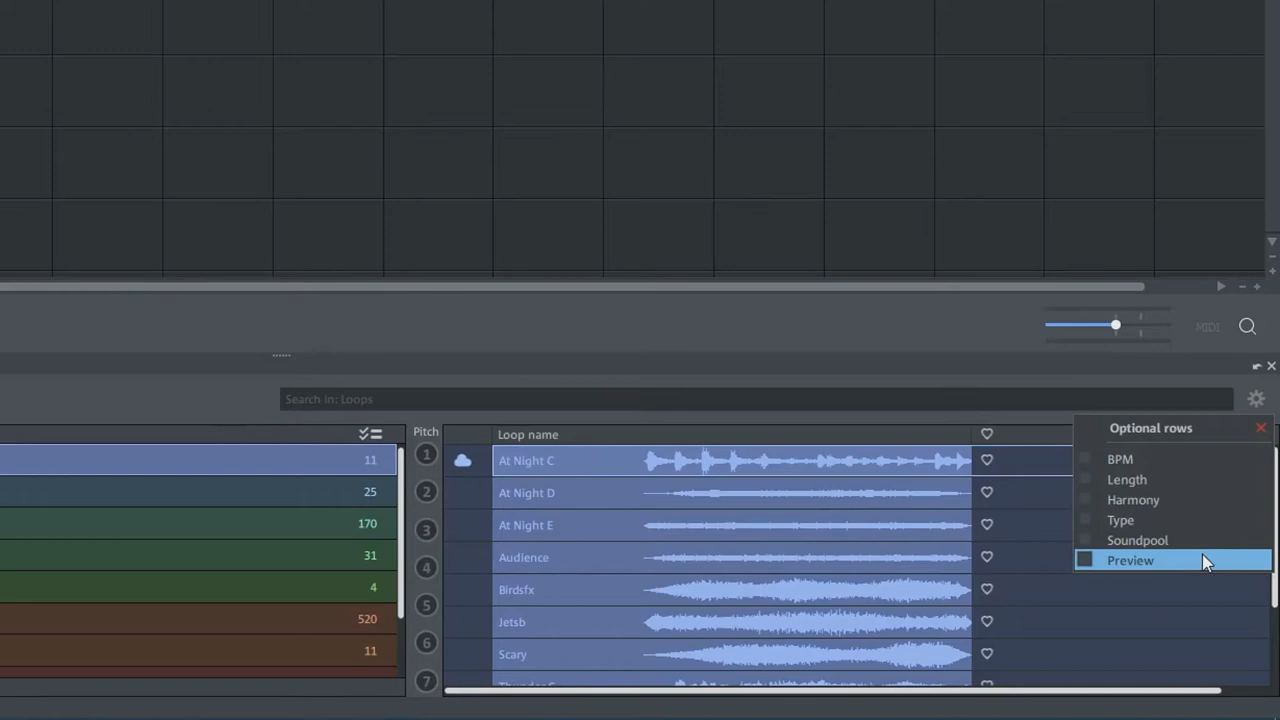 MIDI
Search in: Loops
Optional rows
Pitch
Loop name
11
1
At Night C
BPM
Length
25
2
At Night D
Harmony
170
3
At Night E
Type
Soundpool
31
4
Audience
Preview
4
5
Birdsfx
520
6
Jetsb
11
7
Scary